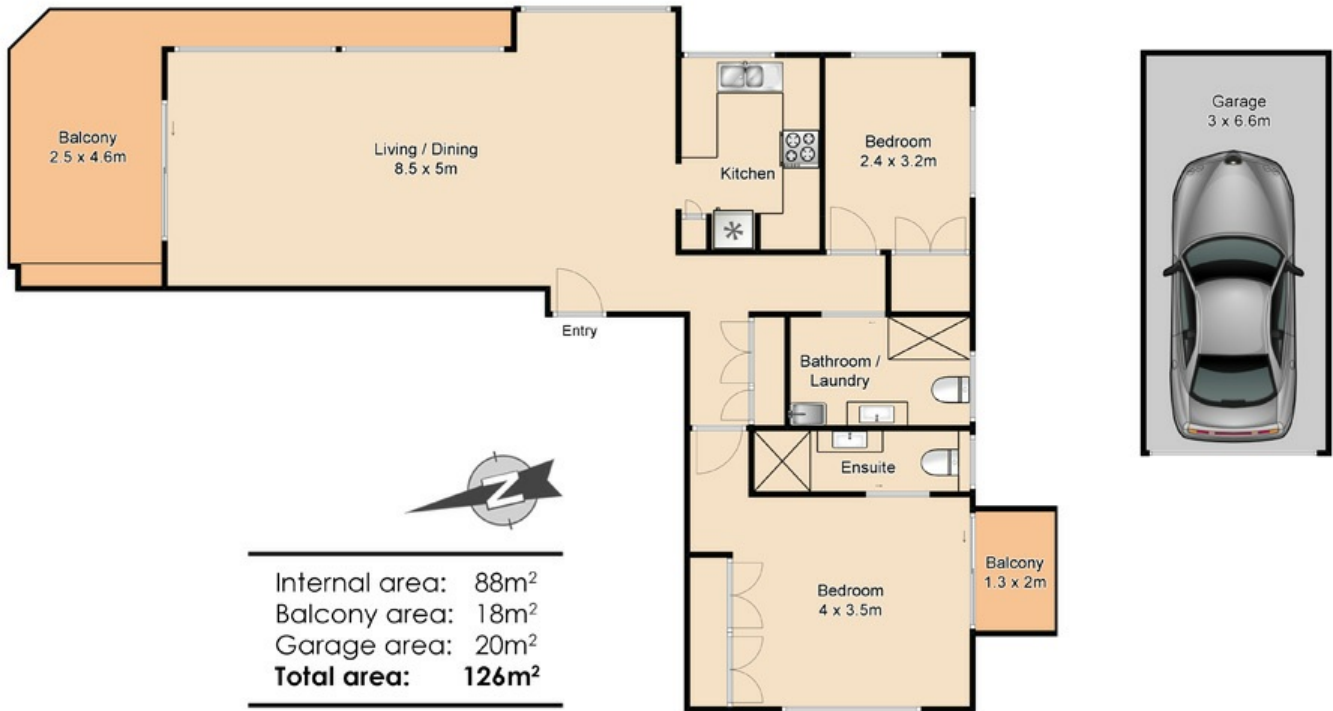 Balcony
2.5 x 4.6m
Living / Dining
8.5 x 5m
Kitchen
Bedroom
2.4 x 3.2m
Garage
3 x 6.6m
Entry
Bathroom /
Laundry
Ensuite
Balcony
1.3 x 2m
Bedroom
4 x 3.5m
N
Internal area: 88m²
Balcony area: 18m²
Garage area: 20m²
Total area: 126m²